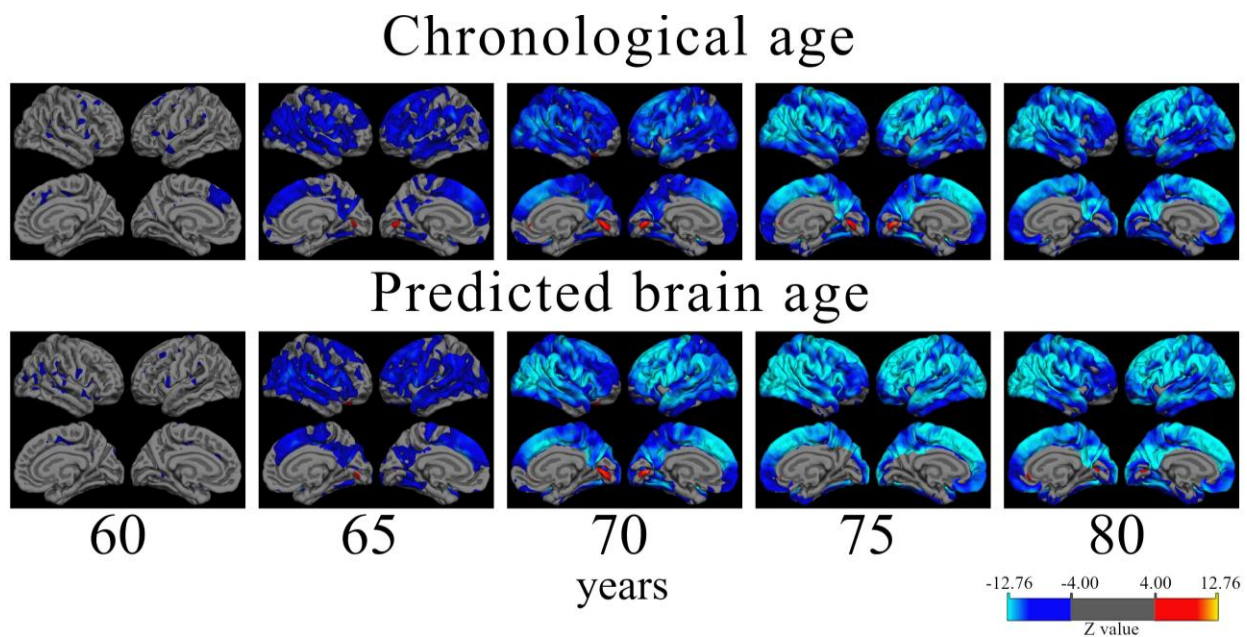 Chronological age
Predicted brain age
60 65 70 75 80
years
-12.76 -4.00 4.00 12.76
Z value